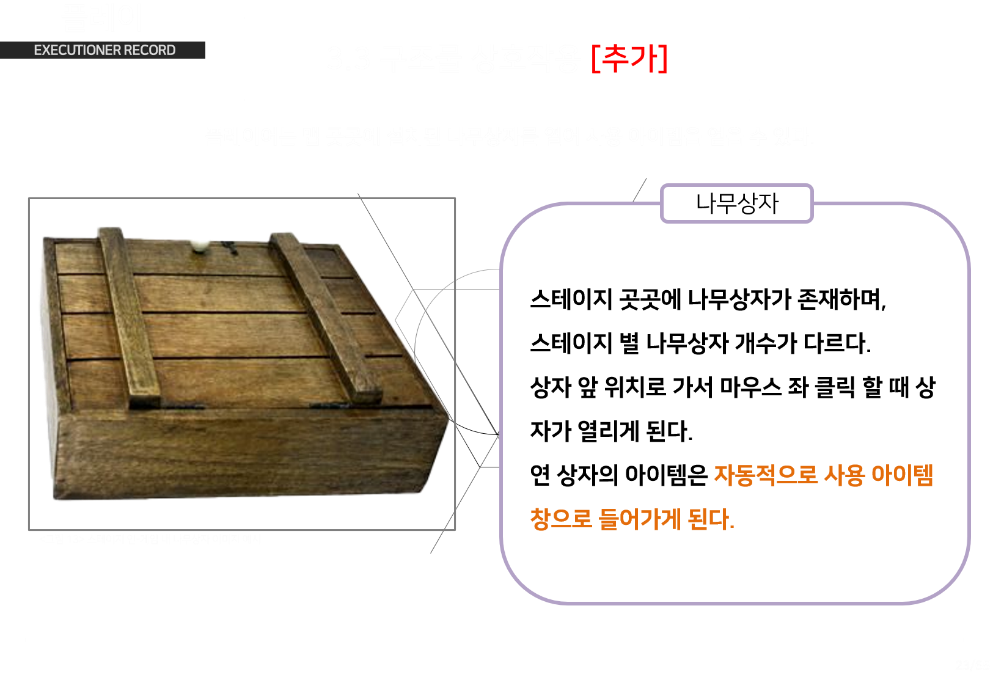 EXECUTIONER RECORD
[추가]
나무상자
스테이지 곳곳에 나무상자가 존재하며,
스테이지 별 나무상자 개수가 다르다.
상자 앞 위치로 가서 마우스 좌 클릭 할 때 상
자가 열리게 된다.
연 상자의 아이템은 자동적으로 사용 아이템
창으로 들어가게 된다.